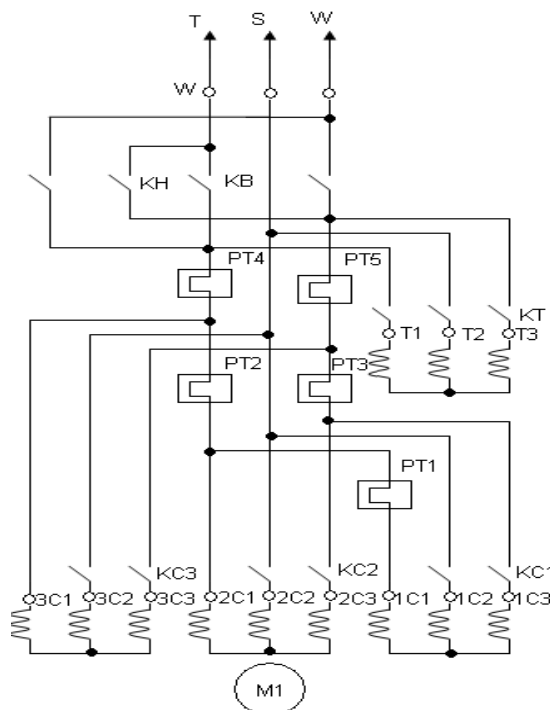 T S W
W
KH KB
PT4 PT5
KT
T1 T2 T3
PT2 PT3
PT1
KC3 KC2 KC1
3C1 3C2 3C3 2C1 2C2 2C3 1C1 1C2 1C3
M1